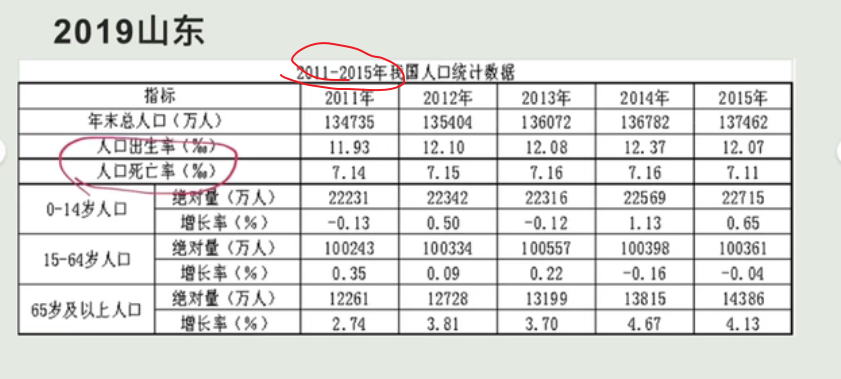 2019山东
2011-2015年我国人口统计数据
指标 2011年 2012年 2013年 2014年 2015年
年末总人口（万人） 134735 135404 136072 136782 137462
人口出生率（‰） 11.93 12.10 12.08 12.37 12.07
人口死亡率（‰） 7.14 7.15 7.16 7.16 7.11
0-14岁人口 绝对量（万人） 22231 22342 22316 22569 22715
增长率（%） -0.13 0.50 -0.12 1.13 0.65
15-64岁人口 绝对量（万人） 100243 100334 100557 100398 100361
增长率（%） 0.35 0.09 0.22 -0.16 -0.04
65岁及以上人口 绝对量（万人） 12261 12728 13199 13815 14386
增长率（%） 2.74 3.81 3.70 4.67 4.13